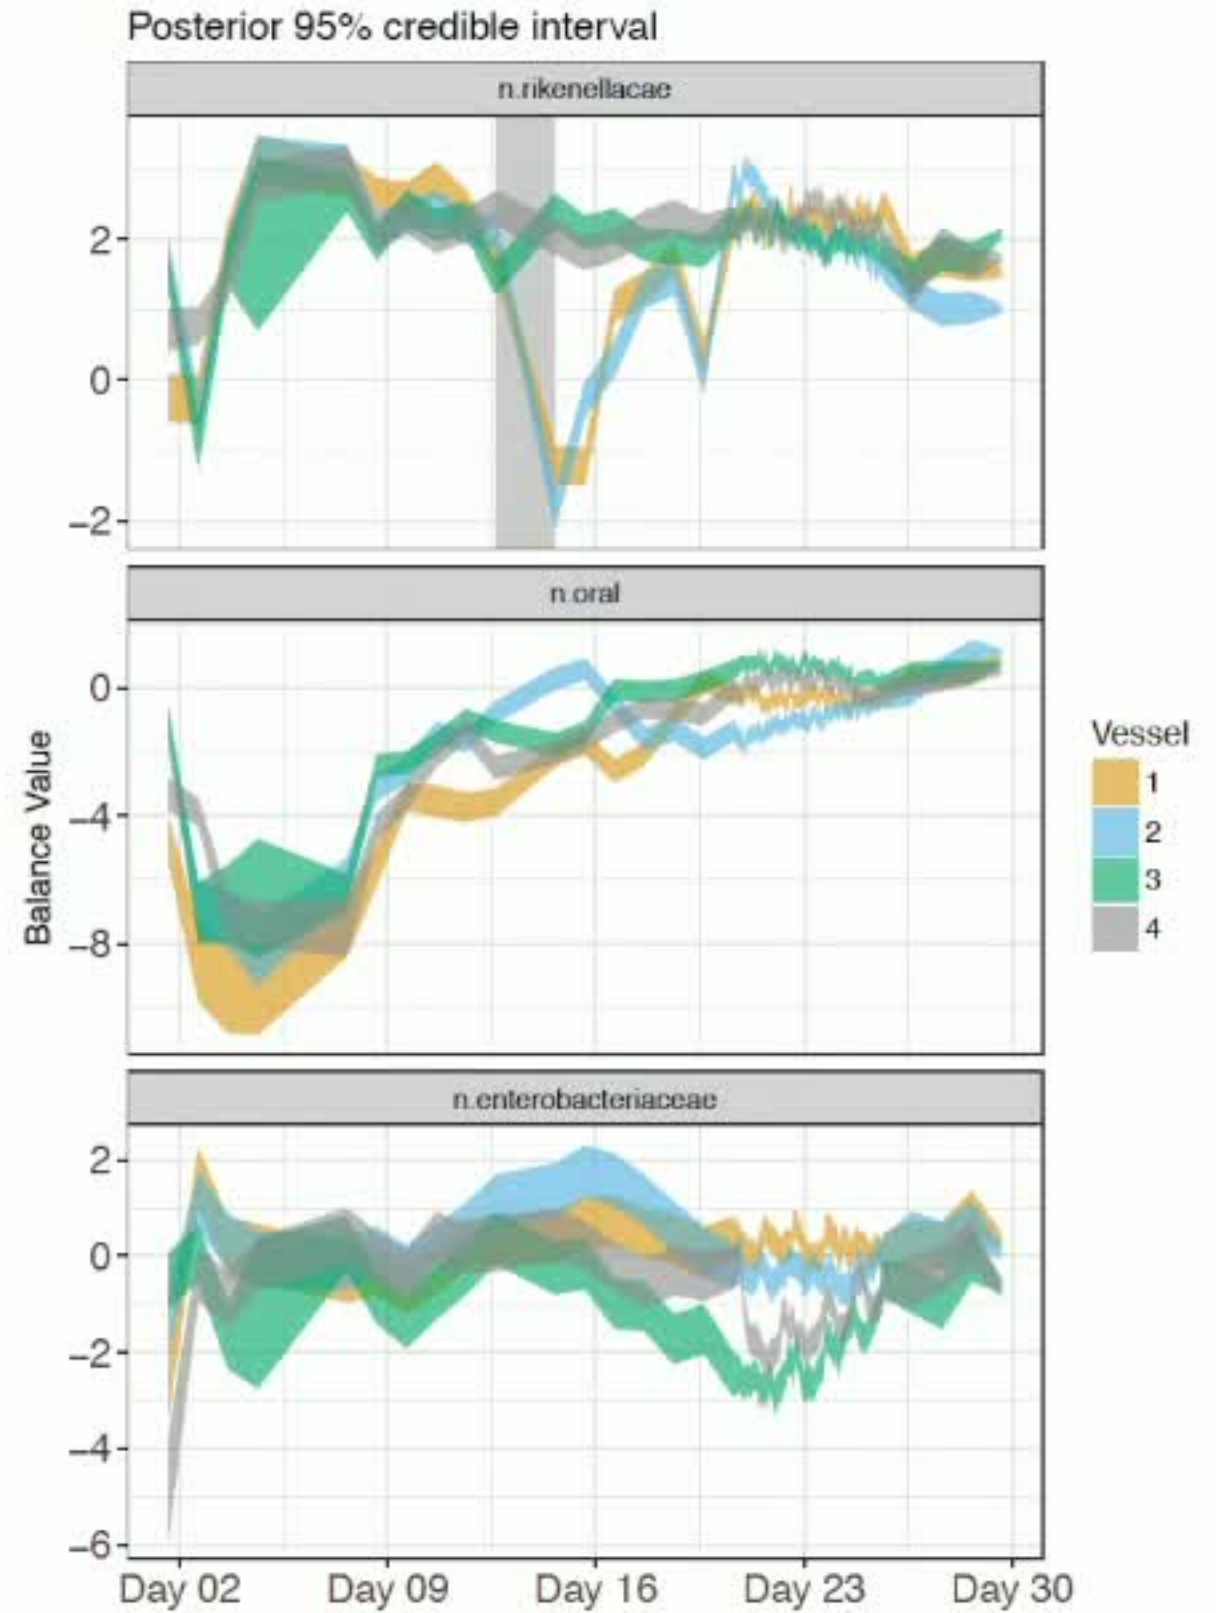 Posterior 95% credible interval
n.rikenellacae
2
0
−2
n.oral
0
−4
−8
Balance Value
Vessel
1
2
3
4
n.enterobacteriaceae
2
0
−2
−4
−6
Day 02 Day 09 Day 16 Day 23 Day 30